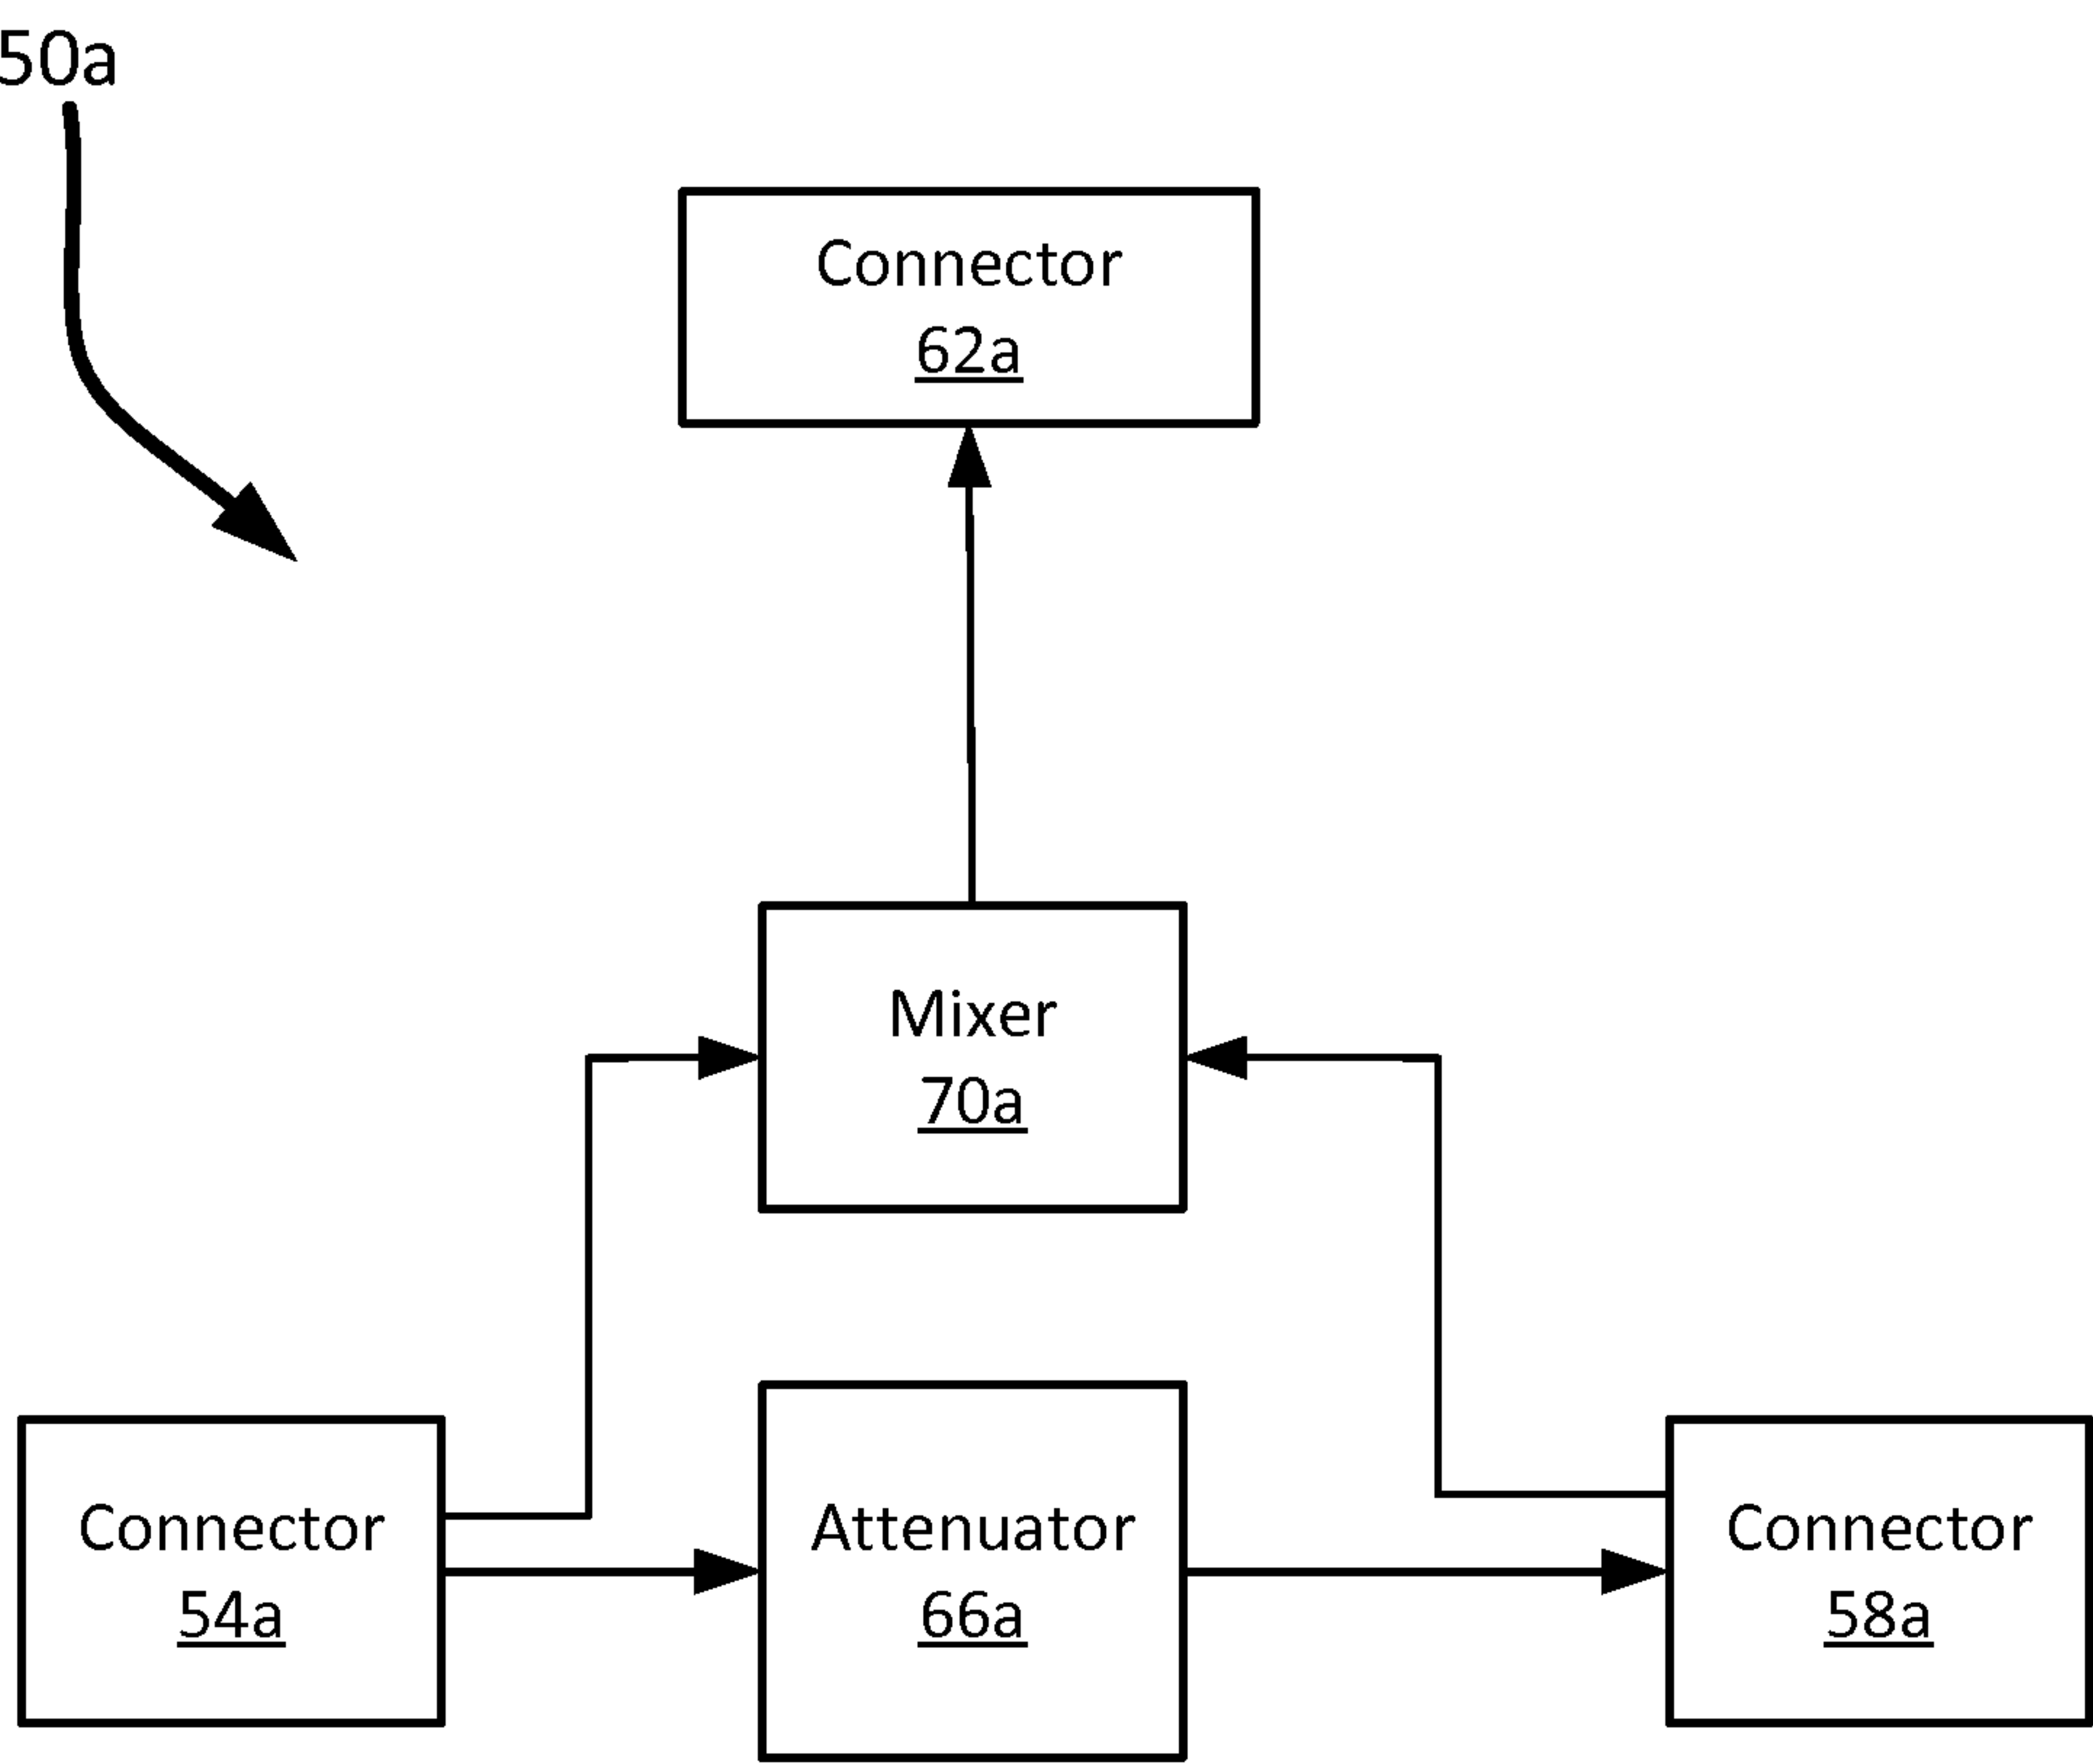 50a
Connector
62a
Mixer
70a
Connector
54a
Attenuator
66a
Connector
58a